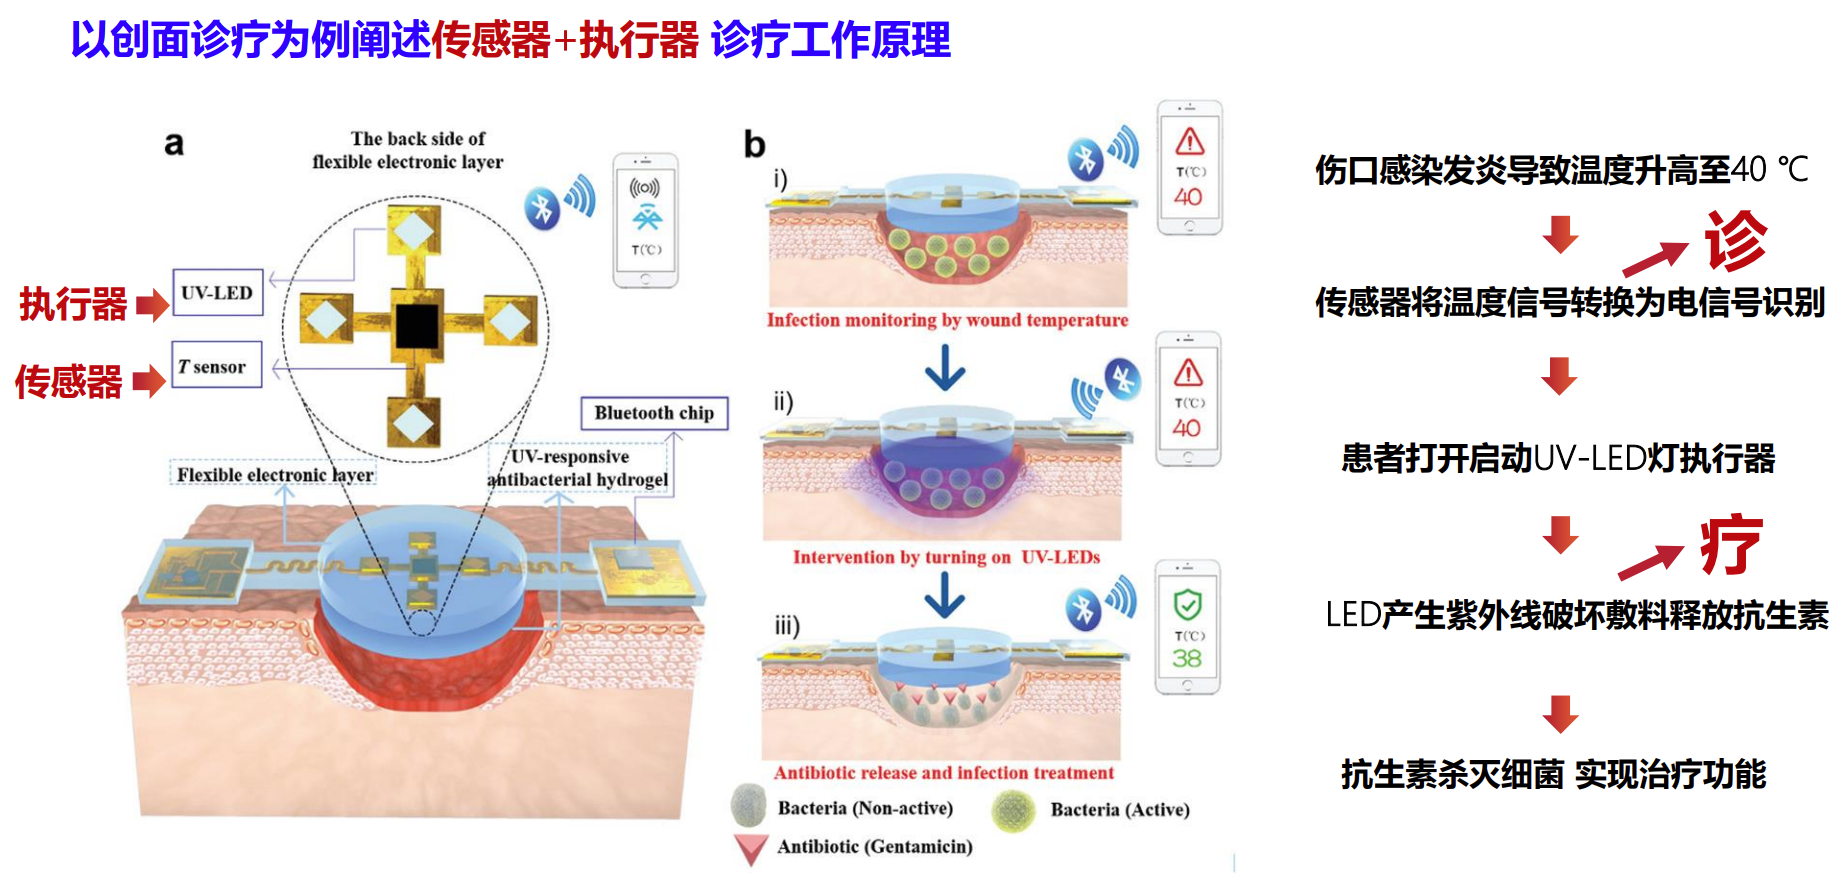 以创面诊疗为例阐述传感器+执行器 诊疗工作原理
a
The back side of
flexible electronic layer
T(℃)
执行器
UV-LED
传感器
T sensor
Bluetooth chip
Flexible electronic layer
UV-responsive
antibacterial hydrogel
b
i)
T(℃)
40
Infection monitoring by wound temperature
ii)
T(℃)
40
Intervention by turning on UV-LEDs
iii)
T(℃)
38
Antibiotic release and infection treatment
Bacteria (Non-active)
Bacteria (Active)
Antibiotic (Gentamicin)
伤口感染发炎导致温度升高至40 ℃
诊
传感器将温度信号转换为电信号识别
患者打开启动UV-LED灯执行器
疗
LED产生紫外线破坏敷料释放抗生素
抗生素杀灭细菌 实现治疗功能